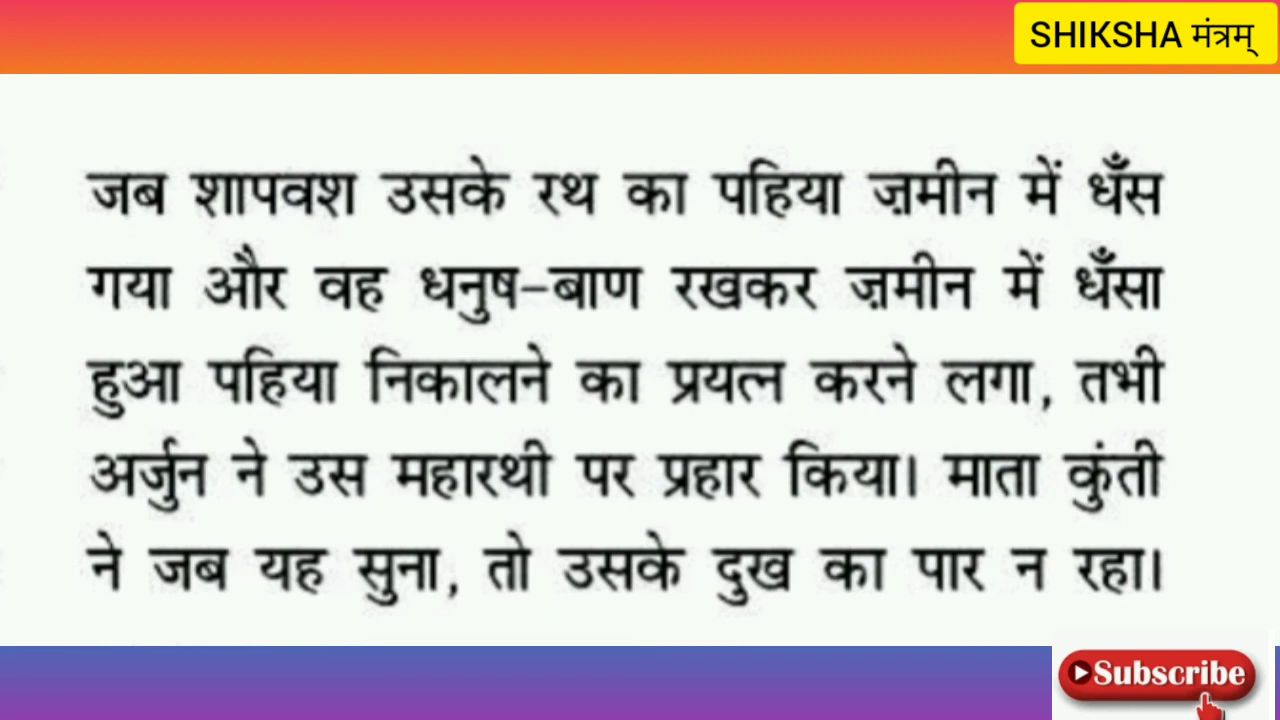 SHIKSHA मंत्रम्
जब शापवश उसके रथ का पहिया ज़मीन में धँस
गया और वह धनुष-बाण रखकर ज़मीन में धँसा
हुआ पहिया निकालने का प्रयत्न करने लगा, तभी
अर्जुन ने उस महारथी पर प्रहार किया। माता कुंती
ने जब यह सुना, तो उसके दुख का पार न रहा।
Subscribe